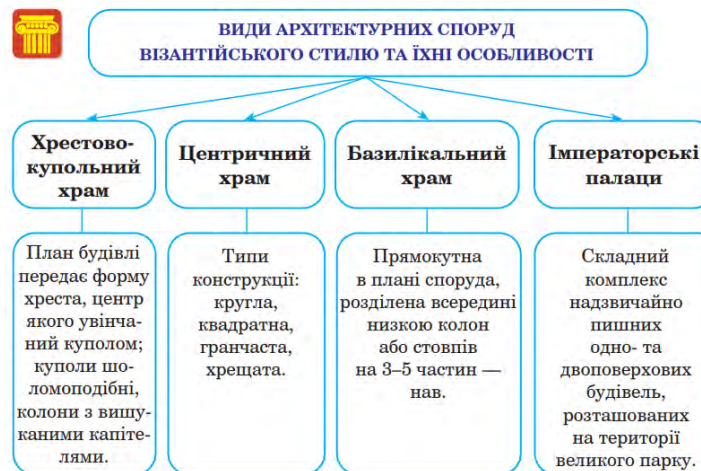 ВИДИ АРХІТЕКТУРНИХ СПОРУД
ВІЗАНТІЙСЬКОГО СТИЛЮ ТА ЇХНІ ОСОБЛИВОСТІ
Хрестово-
купольний
храм
Центричний
храм
Базилікальний
храм
Імператорські
палаци
План будівлі
передає форму
хреста, центр
якого увінча-
ний куполом;
куполи шо-
ломоподібні,
колони з вишу-
каними капіте-
лями.
Типи
конструкції:
кругла,
квадратна,
гранчаста,
хрещата.
Прямокутна
в плані споруда,
розділена всередині
низкою колон
або стовпів
на 3–5 частин —
нав.
Складний
комплекс
надзвичайно
пишних
одно- та
двоповерхових
будівель,
розташованих
на території
великого парку.